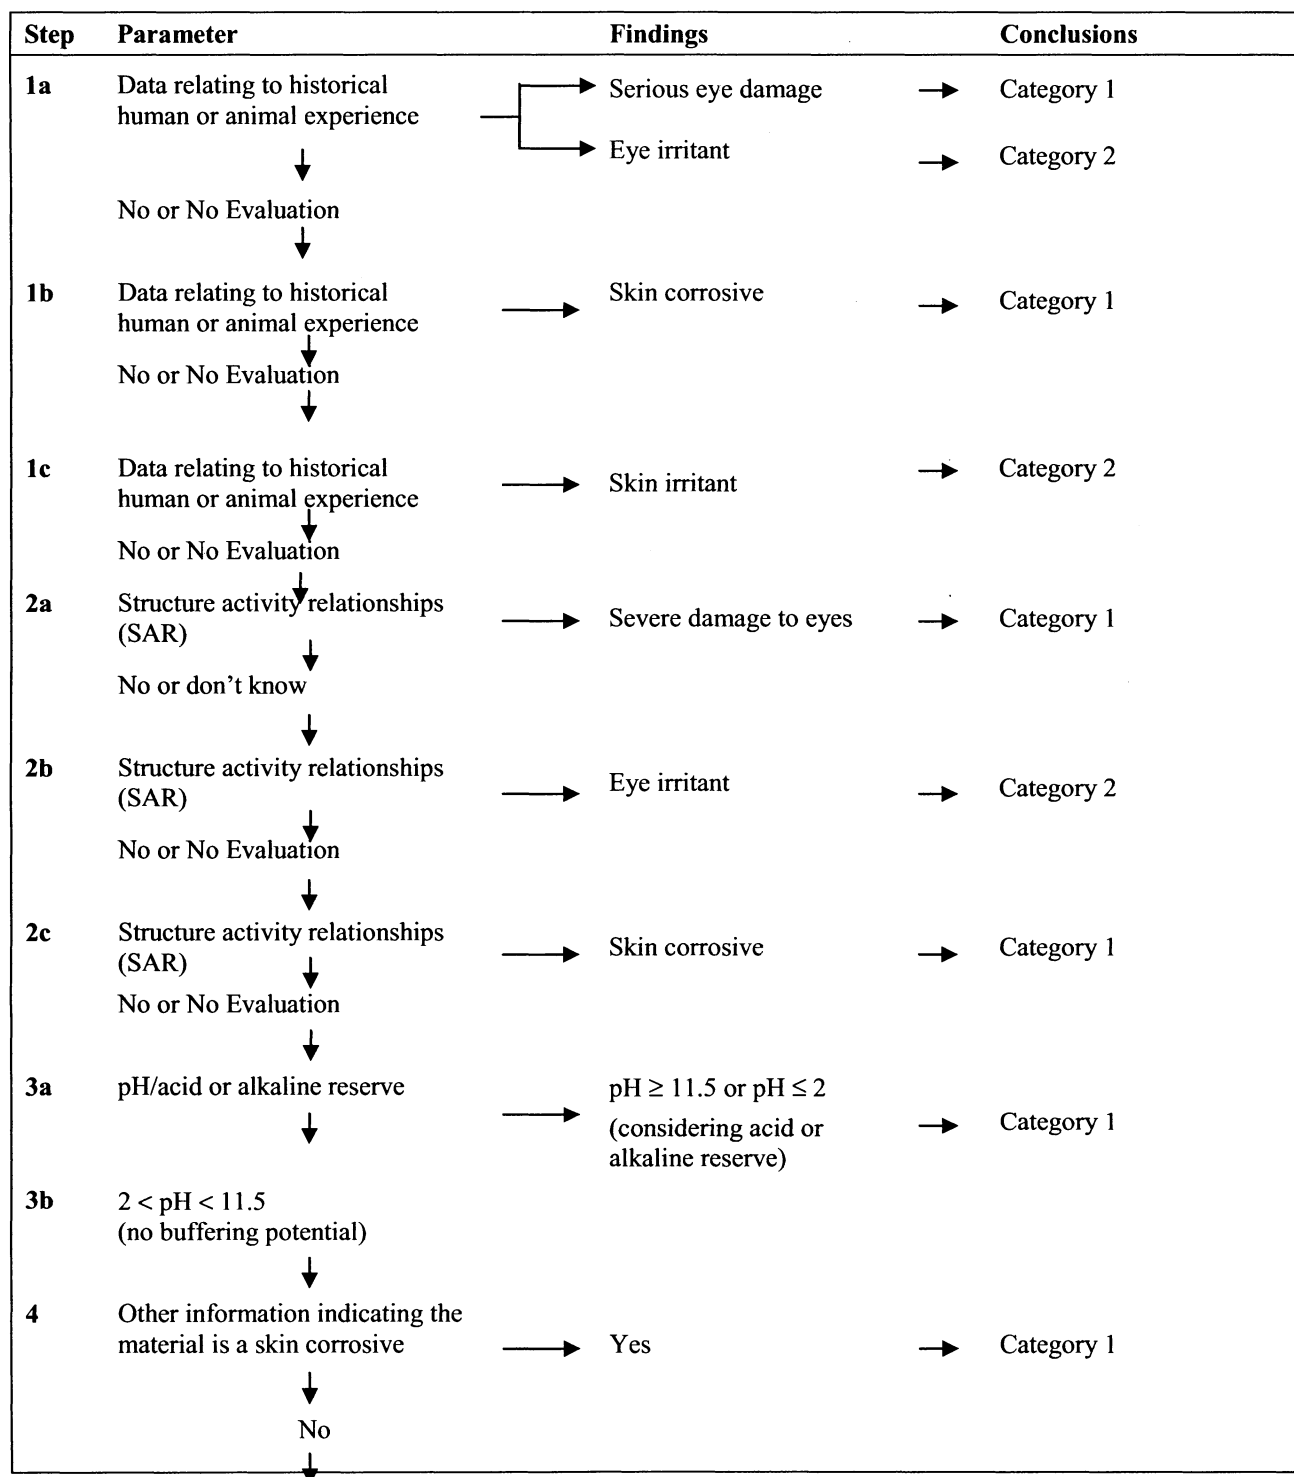 Step Parameter Findings Conclusions
1a Data relating to historical Serious eye damage Category 1
human or animal experience
Eye irritant Category 2
No or No Evaluation
1b Data relating to historical Skin corrosive Category 1
human or animal experience
No or No Evaluation
1c Data relating to historical Category 2
human or animal experience Skin irritant
No or No Evaluation
2a Structure activity relationships Severe damage to eyes Category 1
(SAR)
No or don't know
2b Structure activity relationships Eye irritant Category 2
(SAR)
No or No Evaluation
2c Structure activity relationships Skin corrosive Category 1
(SAR)
No or No Evaluation
3a pH/acid or alkaline reserve pH ≥ 11.5 or pH ≤ 2
(considering acid or Category 1
alkaline reserve)
3b 2 < pH < 11.5
(no buffering potential)
4 Other information indicating the
material is a skin corrosive Yes Category 1
No